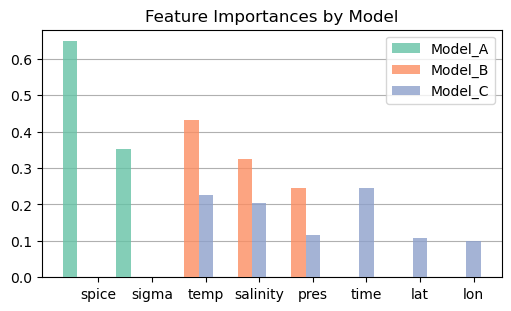 Feature Importances by Model
Model_A
Model_B
Model_C
0.6
0.5
0.4
0.3
0.2
0.1
0.0
spice sigma temp salinity pres time lat lon